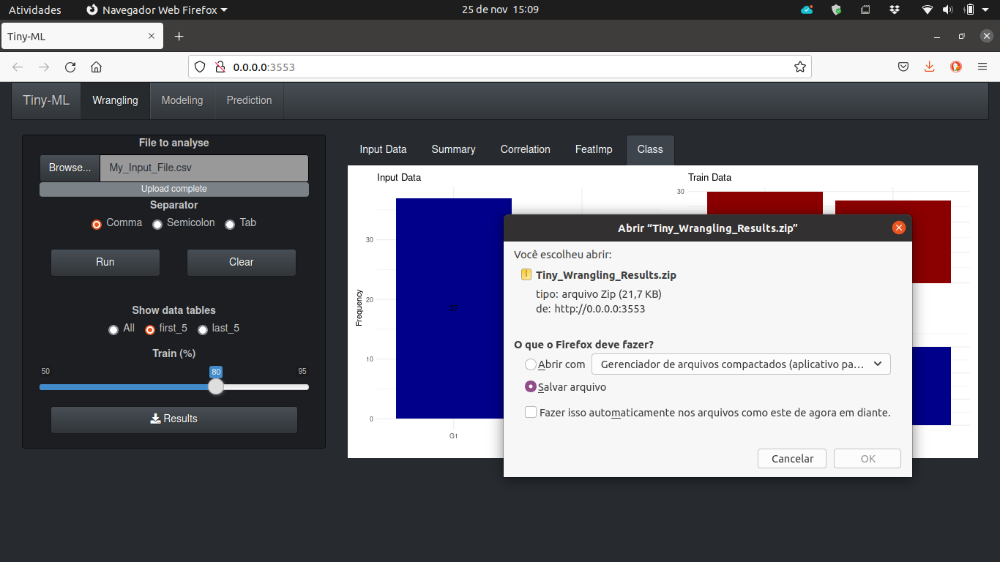 Atividades Navegador Web Firefox 25 de nov 15:09
Tiny-ML
0.0.0.0:3553
Tiny-ML Wrangling Modeling Prediction
File to analyse
Browse... My_Input_File.csv
Upload complete
Separator
Comma Semicolon Tab
Run Clear
Show data tables
All first_5 last_5
Train (%)
50 80 95
Results
Input Data Summary Correlation FeatImp Class
Input Data
Frequency
30
20
10
0
37
G1
Train Data
30
Abrir “Tiny_Wrangling_Results.zip”
Você escolheu abrir:
Tiny_Wrangling_Results.zip
tipo: arquivo Zip (21,7 KB)
de: http://0.0.0.0:3553
O que o Firefox deve fazer?
Abrir com Gerenciador de arquivos compactados (aplicativo pa...
Salvar arquivo
Fazer isso automaticamente nos arquivos como este de agora em diante.
Cancelar OK